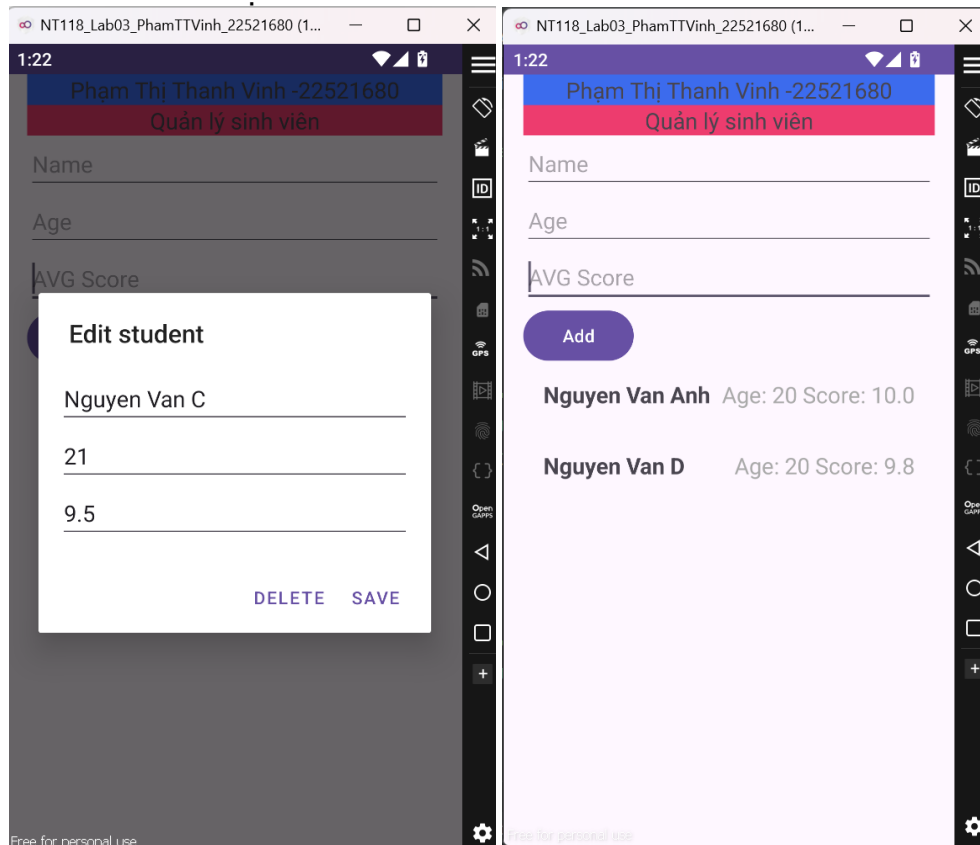 NT118_Lab03_PhamTTVinh_22521680 (1...
1:22
Phạm Thị Thanh Vinh -22521680
Quản lý sinh viên
Name
Age
AVG Score
Edit student
Nguyen Van C
21
9.5
DELETE SAVE
ID
1:1
GPS
Open
GAPPS
Free for personal use
NT118_Lab03_PhamTTVinh_22521680 (1...
1:22
Phạm Thị Thanh Vinh -22521680
Quản lý sinh viên
Name
Age
AVG Score
Add
Nguyen Van Anh Age: 20 Score: 10.0
Nguyen Van D Age: 20 Score: 9.8
ID
Free for personal use